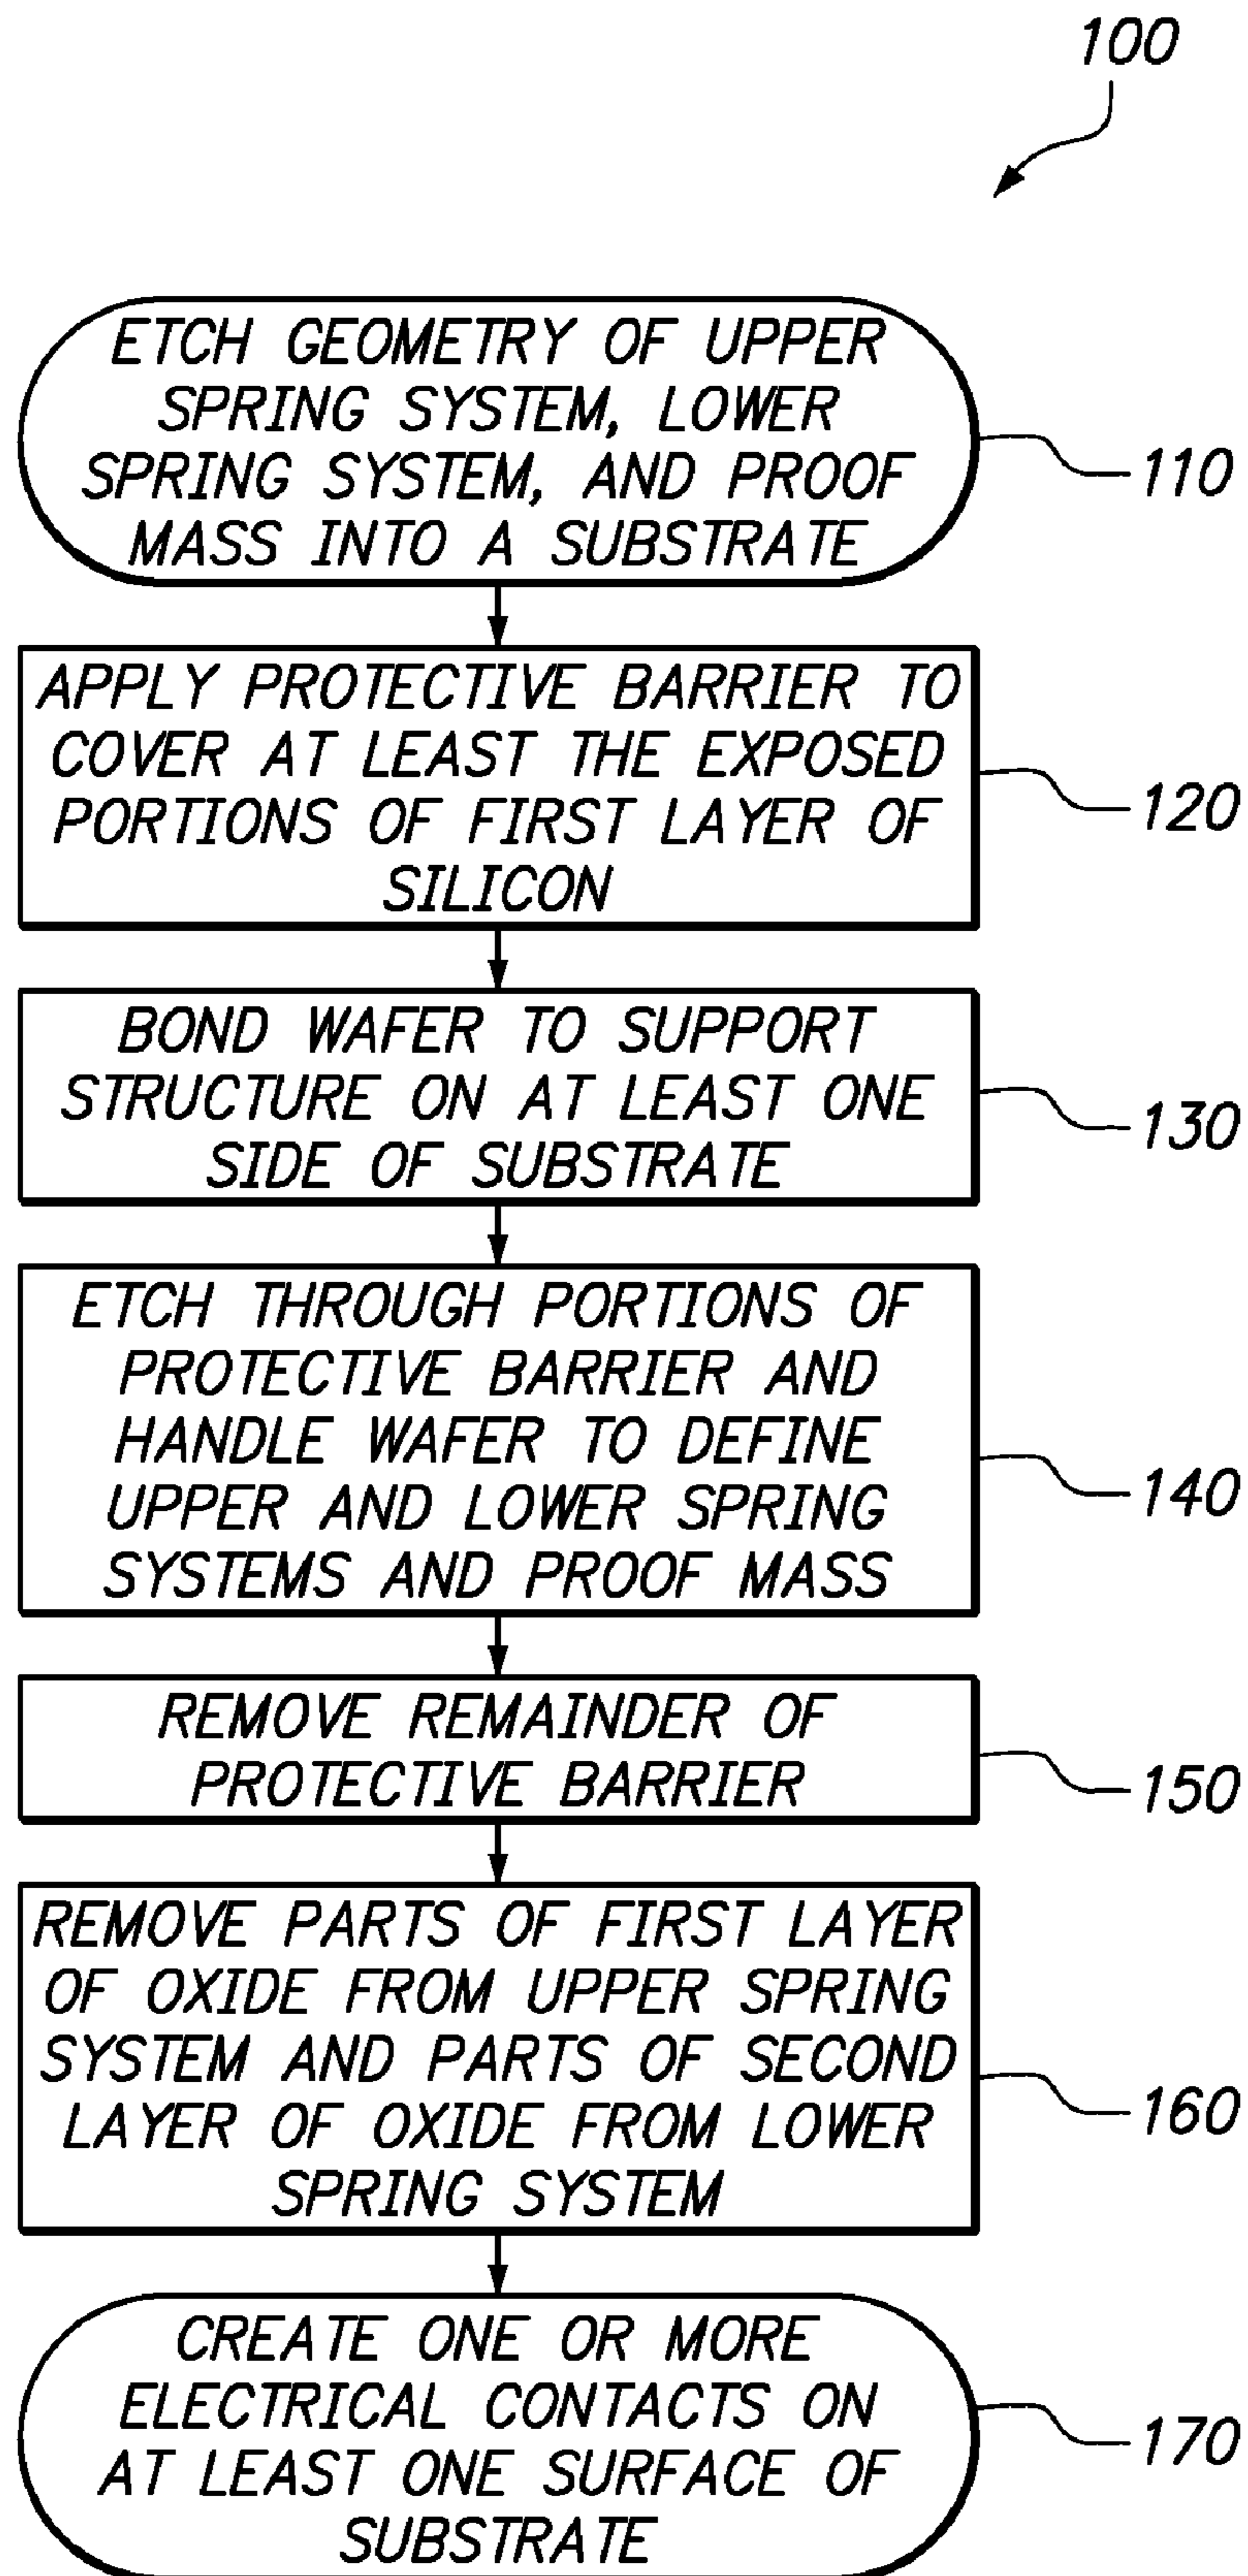 100
ETCH GEOMETRY OF UPPER
SPRING SYSTEM, LOWER
SPRING SYSTEM, AND PROOF
MASS INTO A SUBSTRATE
110
APPLY PROTECTIVE BARRIER TO
COVER AT LEAST THE EXPOSED
PORTIONS OF FIRST LAYER OF
SILICON
120
BOND WAFER TO SUPPORT
STRUCTURE ON AT LEAST ONE
SIDE OF SUBSTRATE
130
ETCH THROUGH PORTIONS OF
PROTECTIVE BARRIER AND
HANDLE WAFER TO DEFINE
UPPER AND LOWER SPRING
SYSTEMS AND PROOF MASS
140
REMOVE REMAINDER OF
PROTECTIVE BARRIER
150
REMOVE PARTS OF FIRST LAYER
OF OXIDE FROM UPPER SPRING
SYSTEM AND PARTS OF SECOND
LAYER OF OXIDE FROM LOWER
SPRING SYSTEM
160
CREATE ONE OR MORE
ELECTRICAL CONTACTS ON
AT LEAST ONE SURFACE OF
SUBSTRATE
170